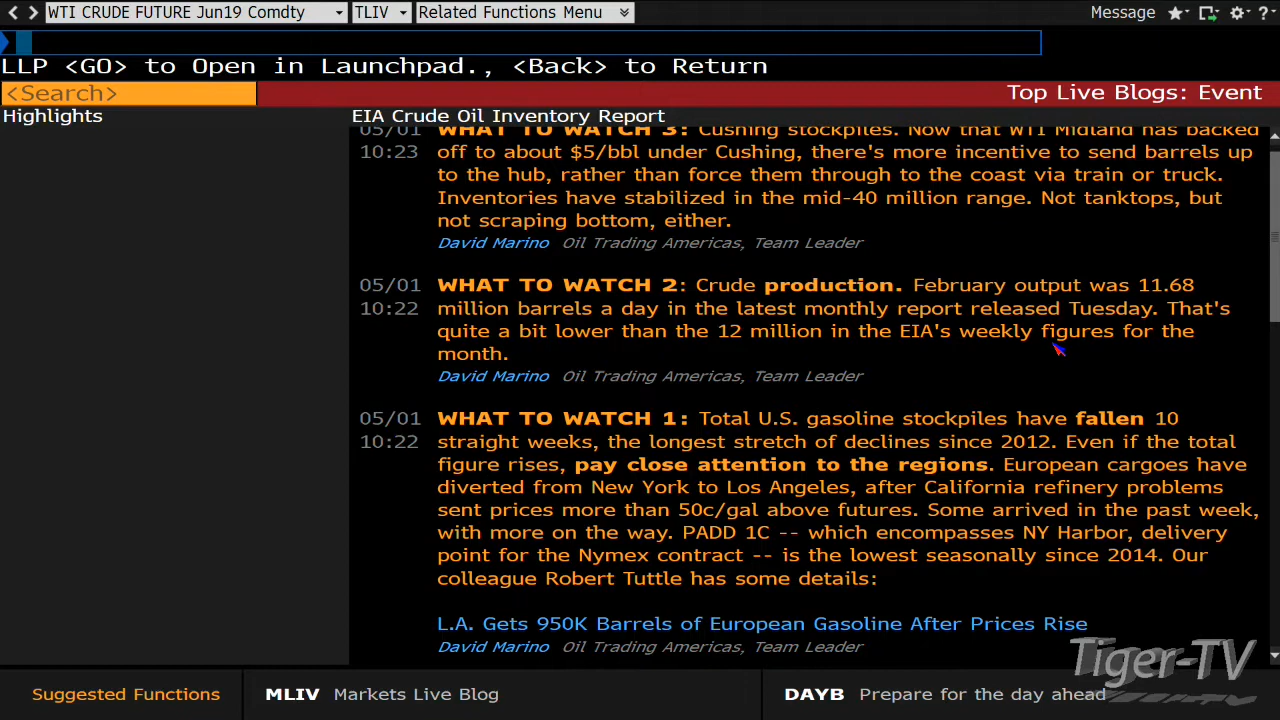 WTI CRUDE FUTURE Jun19 Comdty TLIV Related Functions Menu Message
LLP <GO> to Open in Launchpad., <Back> to Return
<Search> Top Live Blogs: Event
Highlights EIA Crude Oil Inventory Report
05/01 WHAT TO WATCH 3: Cushing stockpiles. Now that WTI Midland has backed
10:23 off to about $5/bbl under Cushing, there's more incentive to send barrels up
to the hub, rather than force them through to the coast via train or truck.
Inventories have stabilized in the mid-40 million range. Not tanktops, but
not scraping bottom, either.
David Marino Oil Trading Americas, Team Leader
05/01 WHAT TO WATCH 2: Crude production. February output was 11.68
10:22 million barrels a day in the latest monthly report released Tuesday. That's
quite a bit lower than the 12 million in the EIA's weekly figures for the
month.
David Marino Oil Trading Americas, Team Leader
05/01 WHAT TO WATCH 1: Total U.S. gasoline stockpiles have fallen 10
10:22 straight weeks, the longest stretch of declines since 2012. Even if the total
figure rises, pay close attention to the regions. European cargoes have
diverted from New York to Los Angeles, after California refinery problems
sent prices more than 50c/gal above futures. Some arrived in the past week,
with more on the way. PADD 1C -- which encompasses NY Harbor, delivery
point for the Nymex contract -- is the lowest seasonally since 2014. Our
colleague Robert Tuttle has some details:
L.A. Gets 950K Barrels of European Gasoline After Prices Rise
David Marino Oil Trading Americas, Team Leader
Tiger-TV
Suggested Functions MLIV Markets Live Blog DAYB Prepare for the day ahead